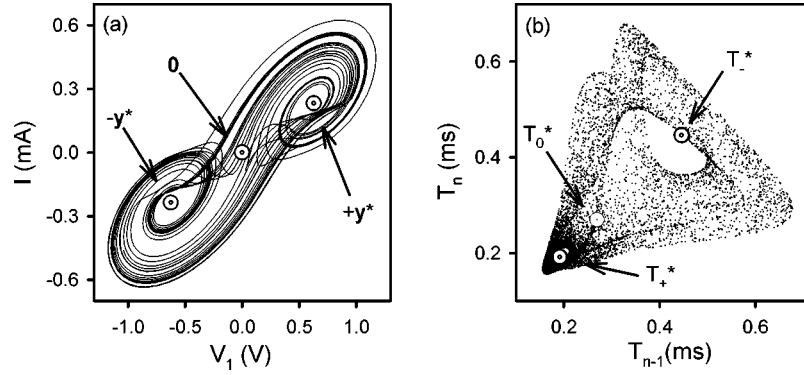 (a)
0.6
0.3
0.0
-0.3
-0.6
I (mA)
0
-y*
+y*
-1.0 -0.5 0.0 0.5 1.0
V₁ (V)
(b)
0.6
0.4
0.2
Tₙ (ms)
T₋*
T₀*
T₊*
0.2 0.4 0.6
Tₙ₋₁(ms)